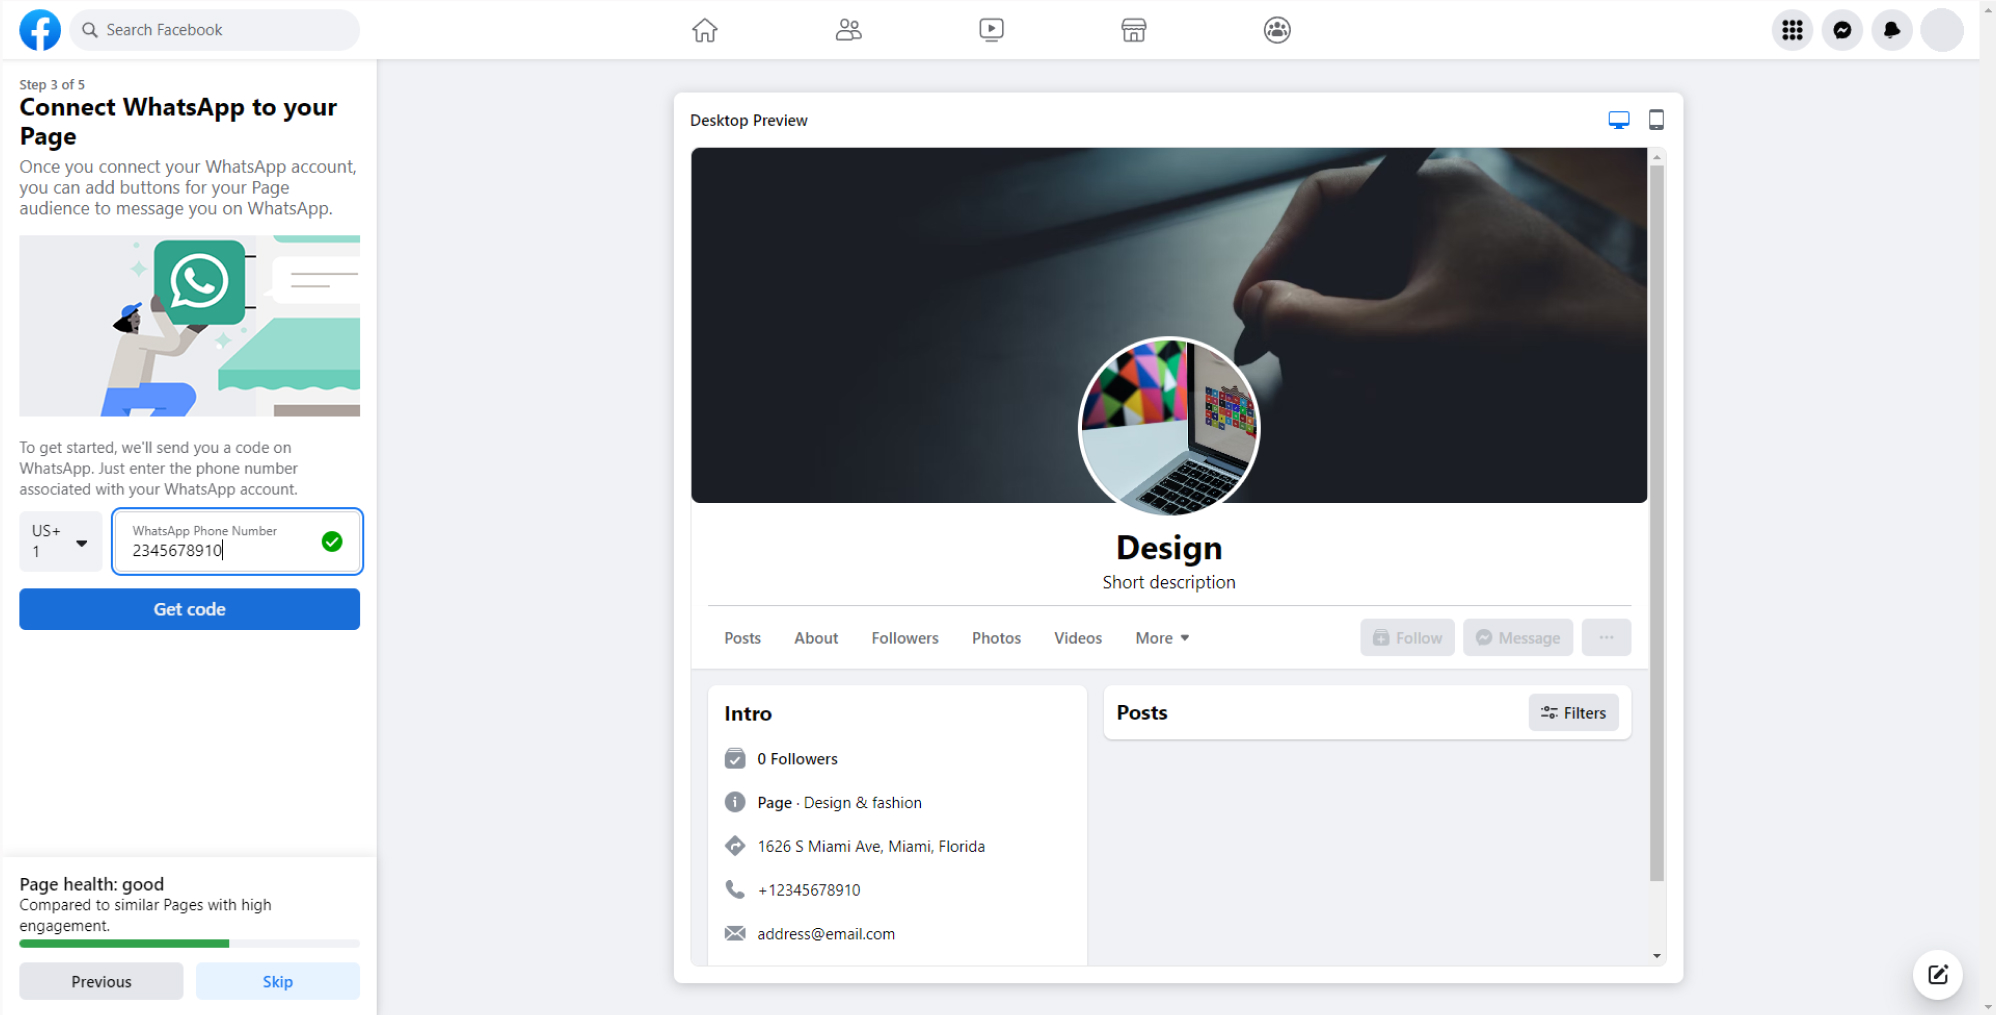 Search Facebook
Step 3 of 5
Connect WhatsApp to your
Page
Once you connect your WhatsApp account,
you can add buttons for your Page
audience to message you on WhatsApp.
To get started, we'll send you a code on
WhatsApp. Just enter the phone number
associated with your WhatsApp account.
US+
1
WhatsApp Phone Number
2345678910
Get code
Page health: good
Compared to similar Pages with high
engagement.
Previous
Skip
Desktop Preview
Design
Short description
Posts
About
Followers
Photos
Videos
More
Follow
Message
Intro
0 Followers
Page · Design & fashion
1626 S Miami Ave, Miami, Florida
+12345678910
address@email.com
Posts
Filters